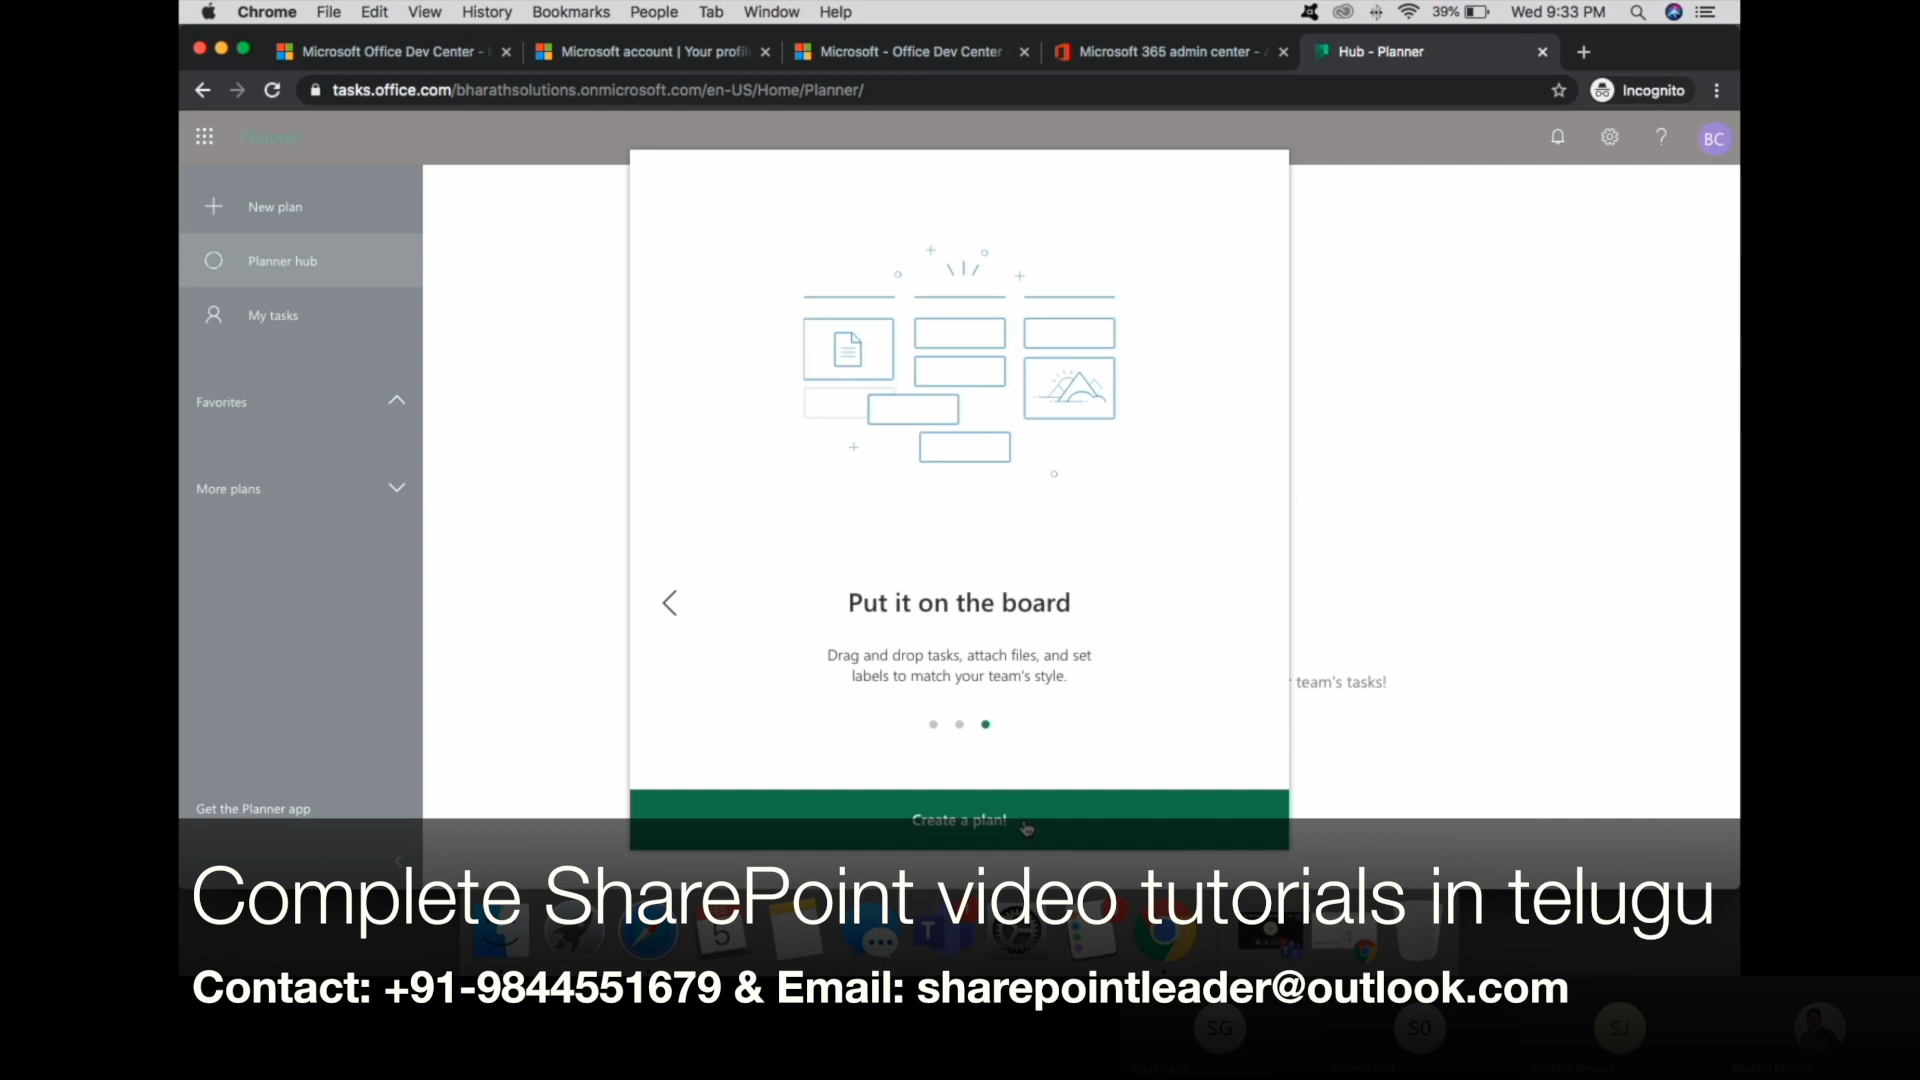 Chrome File Edit View History Bookmarks People Tab Window Help 39% Wed 9:33 PM
Microsoft Office Dev Center - Microsoft account | Your profil Microsoft - Office Dev Center Microsoft 365 admin center - Hub - Planner
tasks.office.com/bharathsolutions.onmicrosoft.com/en-US/Home/Planner/ Incognito
Planner ? BC
New plan
Planner hub
My tasks
Favorites
More plans
Put it on the board
Drag and drop tasks, attach files, and set
labels to match your team's style.
team's tasks!
Get the Planner app
Create a plan!
Complete SharePoint video tutorials in telugu
5
T
Contact: +91-9844551679 & Email: sharepointleader@outlook.com
SG SO SJ